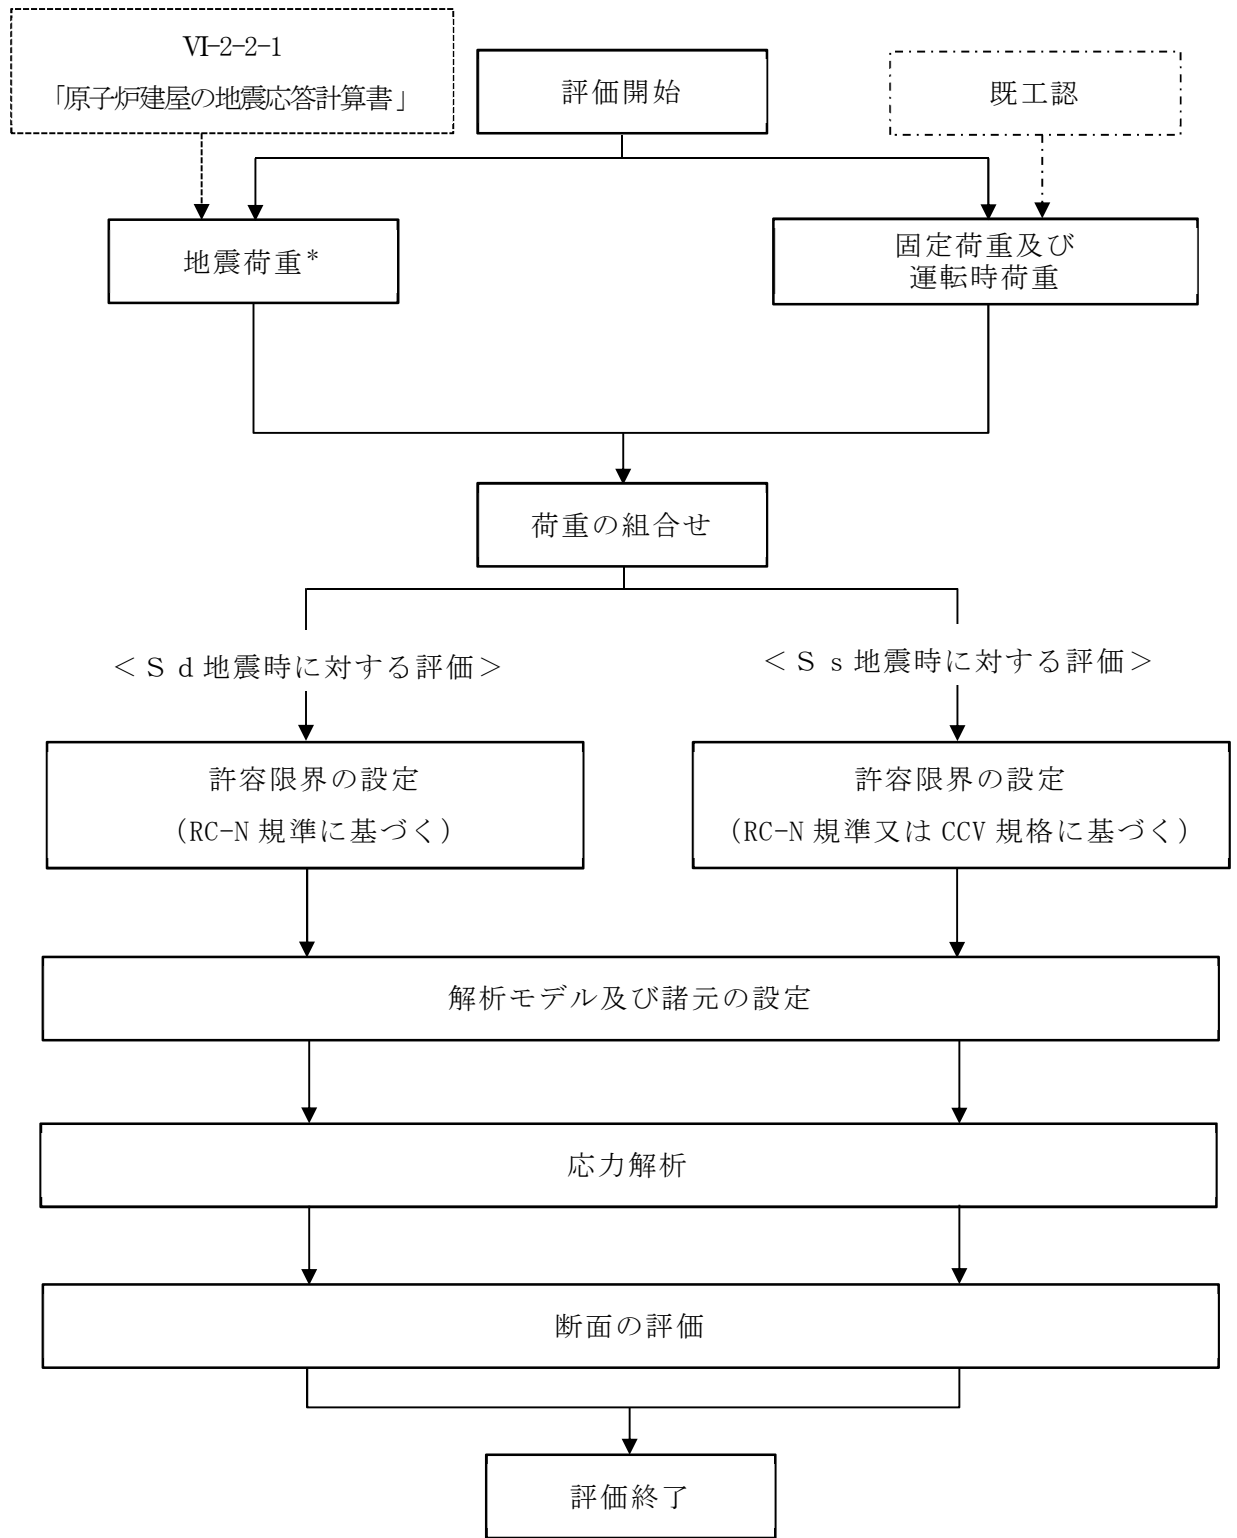 Ⅵ-2-2-1
「原子炉建屋の地震応答計算書」
評価開始
既工認
地震荷重*
固定荷重及び
運転時荷重
荷重の組合せ
＜Ｓｄ地震時に対する評価＞
＜Ｓｓ地震時に対する評価＞
許容限界の設定
（RC-N 規準に基づく）
許容限界の設定
（RC-N 規準又は CCV 規格に基づく）
解析モデル及び諸元の設定
応力解析
断面の評価
評価終了